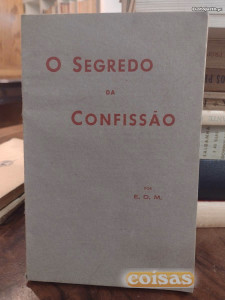 O SEGREDO
DA
CONFISSÃO
POR
E. D. M.
coisas